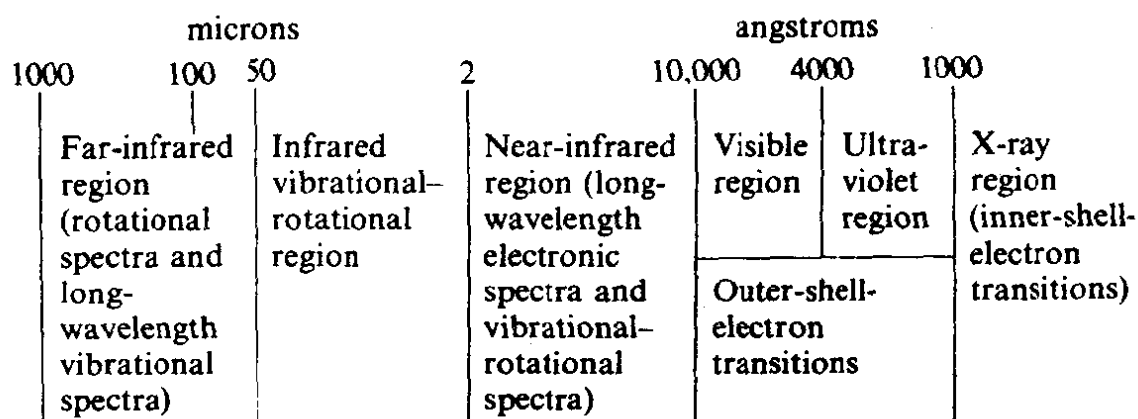 microns angstroms
1000 100 50 2 10,000 4000 1000
Far-infrared
region
(rotational
spectra and
long-
wavelength
vibrational
spectra)
Infrared
vibrational–
rotational
region
Near-infrared
region (long-
wavelength
electronic
spectra and
vibrational–
rotational
spectra)
Visible
region
Ultra-
violet
region
Outer-shell-
electron
transitions
X-ray
region
(inner-shell-
electron
transitions)